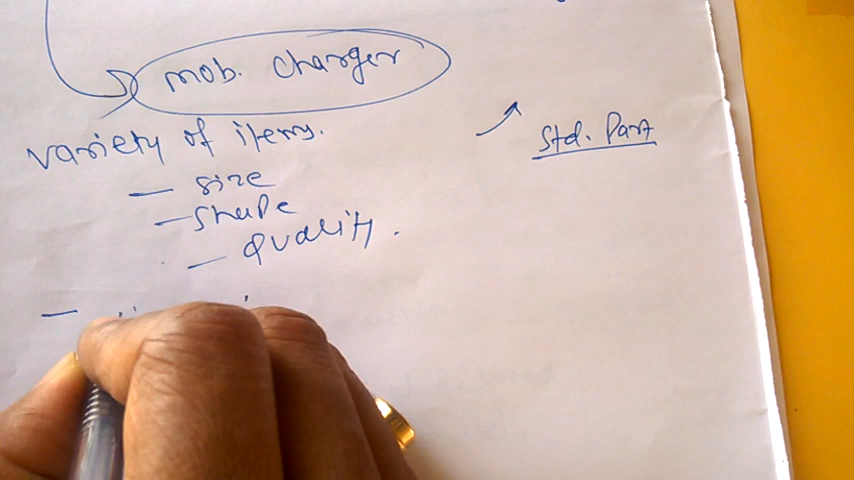 mob. charger
variety of items.
Std. Part
— size
— shape
— Quality.
—